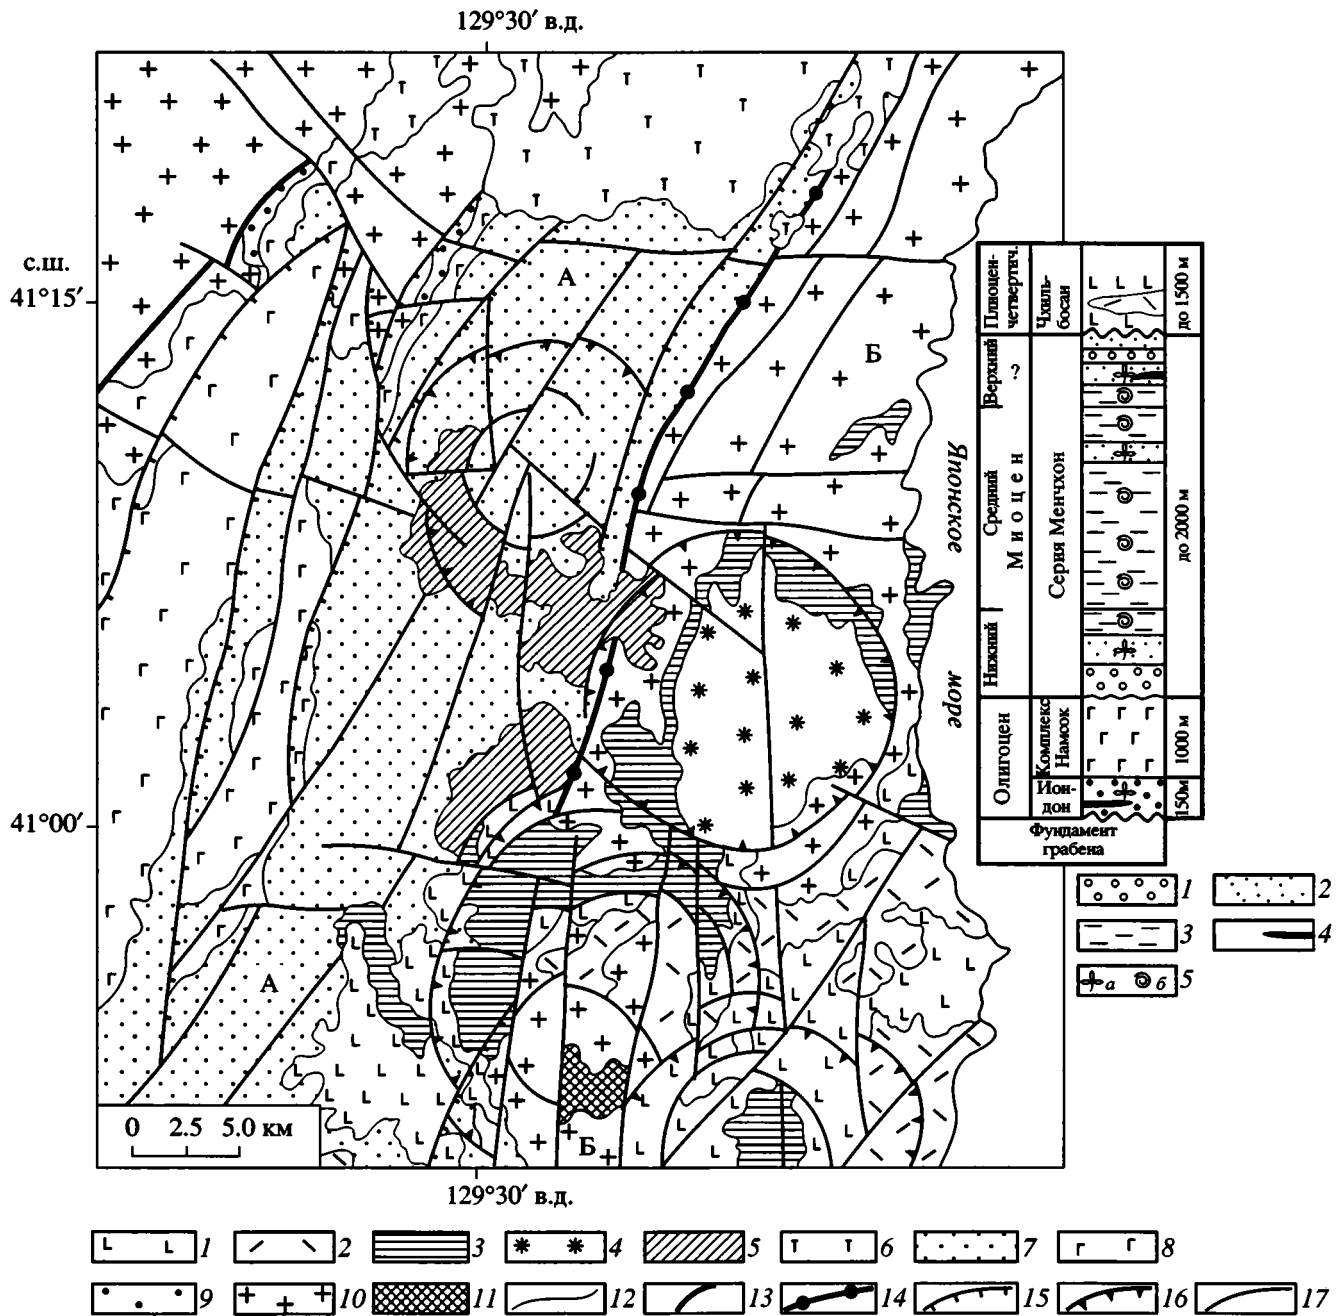 129°30′ в.д.
с.ш.
41°15′
41°00′
А
Б
А
Б
Японское
море
0 2.5 5.0 км
129°30′ в.д.
Плиоцен-
четвертич.
Чхиль-
босан
до 1500 м
Верхний
?
Средний
Миоцен
Нижний
Серия Менчхон
до 2000 м
Олигоцен
Комплекс
Намсок
1000 м
Ион-
дон
150м
Фундамент
грабена
1
2
3
4
а б 5
1 2 3 4 5 6 7 8
9 10 11 12 13 14 15 16 17